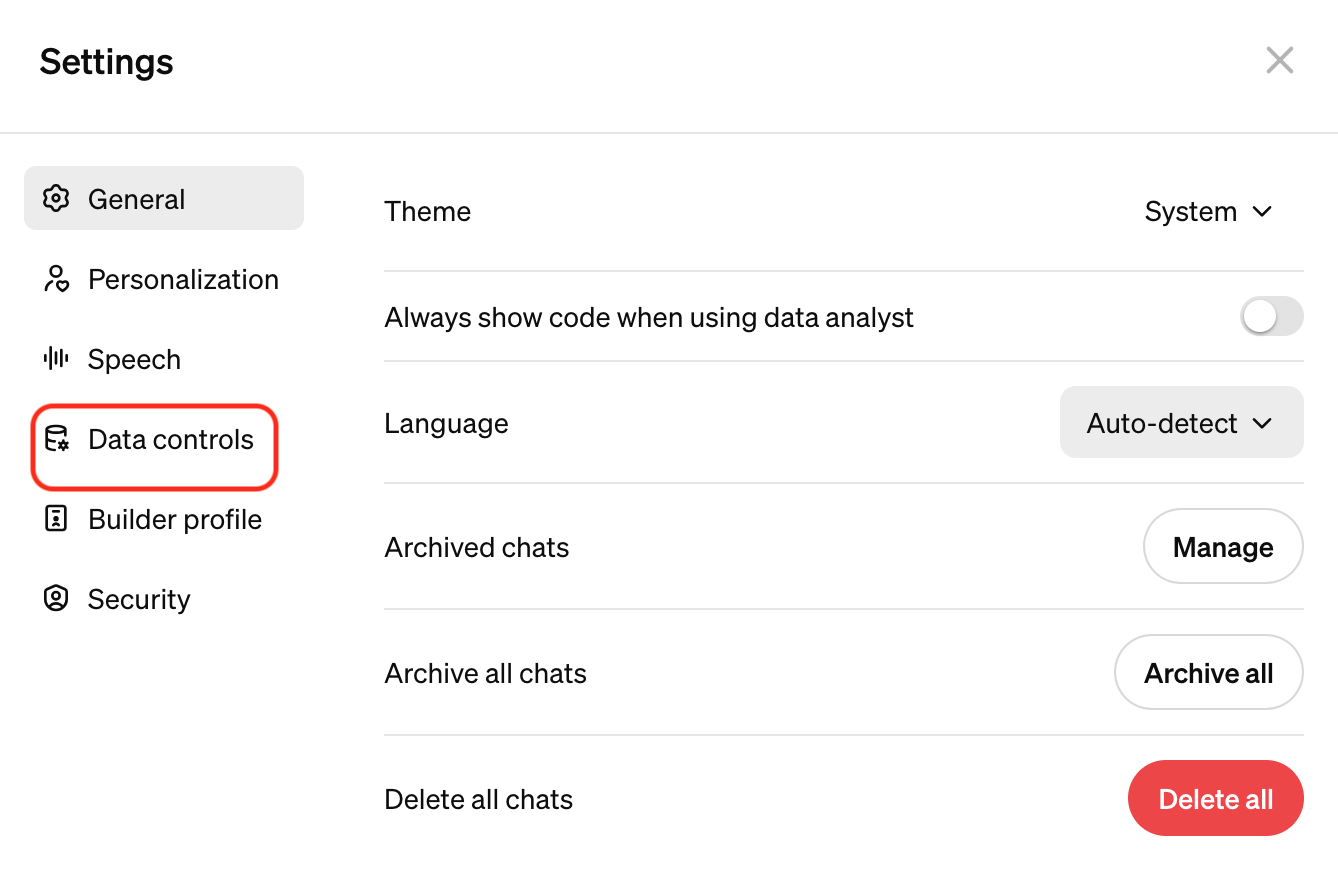 Settings
General
Personalization
Speech
Data controls
Builder profile
Security
Theme
System
Always show code when using data analyst
Language
Auto-detect
Archived chats
Manage
Archive all chats
Archive all
Delete all chats
Delete all